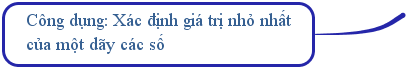 Công dụng: Xác định giá trị nhỏ nhất
của một dãy các số